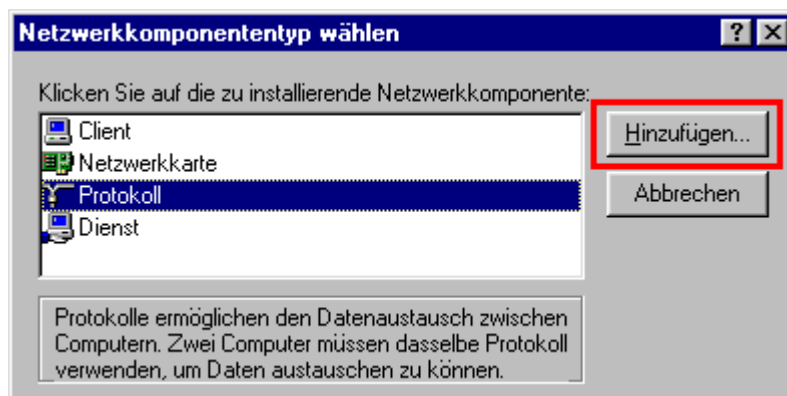 Netzwerkkomponententyp wählen
Klicken Sie auf die zu installierende Netzwerkkomponente:
Client
Netzwerkkarte
Protokoll
Dienst
Hinzufügen...
Abbrechen
Protokolle ermöglichen den Datenaustausch zwischen
Computern. Zwei Computer müssen dasselbe Protokoll
verwenden, um Daten austauschen zu können.